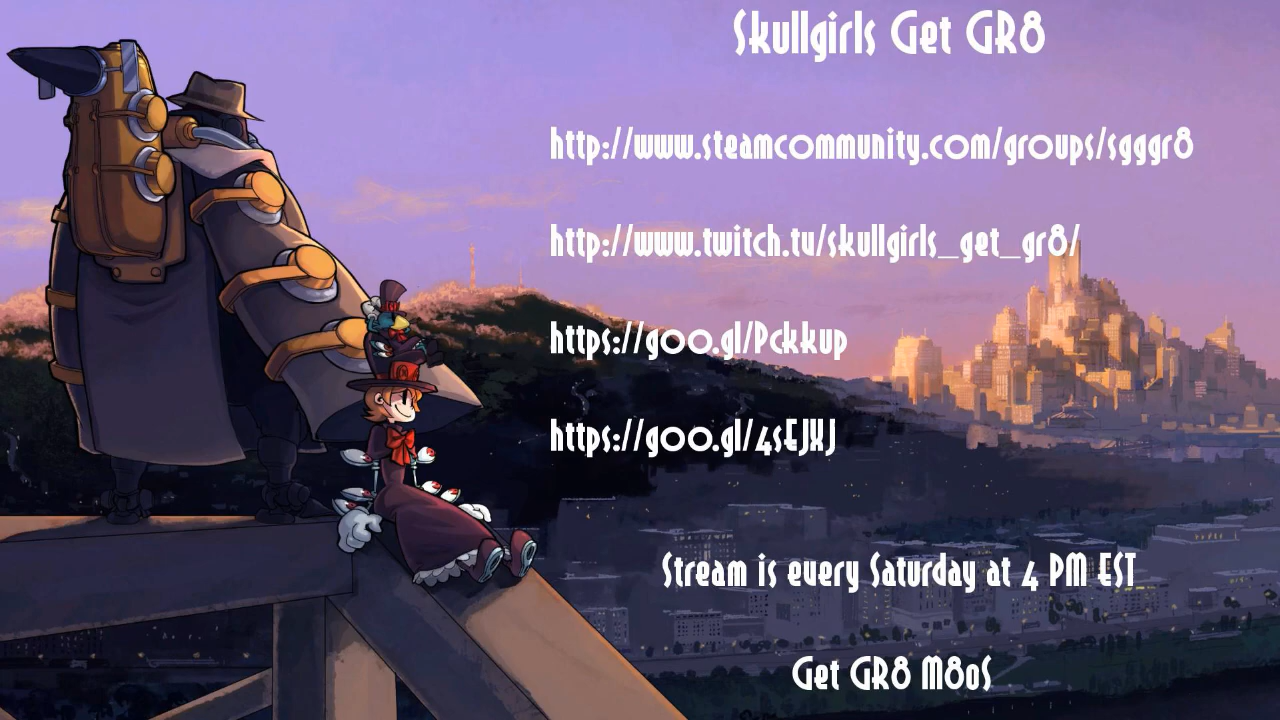 Skullgirls Get GR8
http://www.steamcommunity.com/groups/sgggr8
http://www.twitch.tv/skullgirls_get_gr8/
https://goo.gl/Pckkup
https://goo.gl/4sEJXJ
Stream is every Saturday at 4 PM EST
Get GR8 M8oS